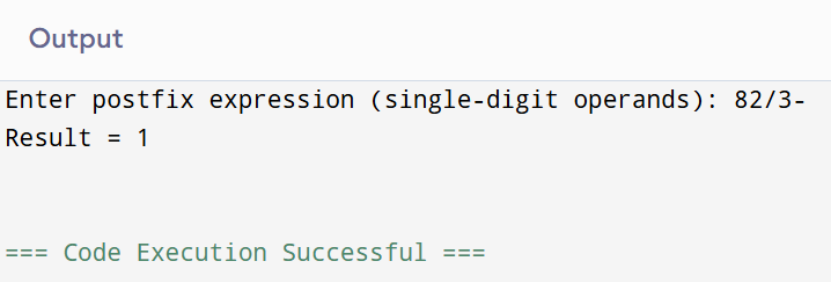 Output
Enter postfix expression (single-digit operands): 82/3-
Result = 1
=== Code Execution Successful ===